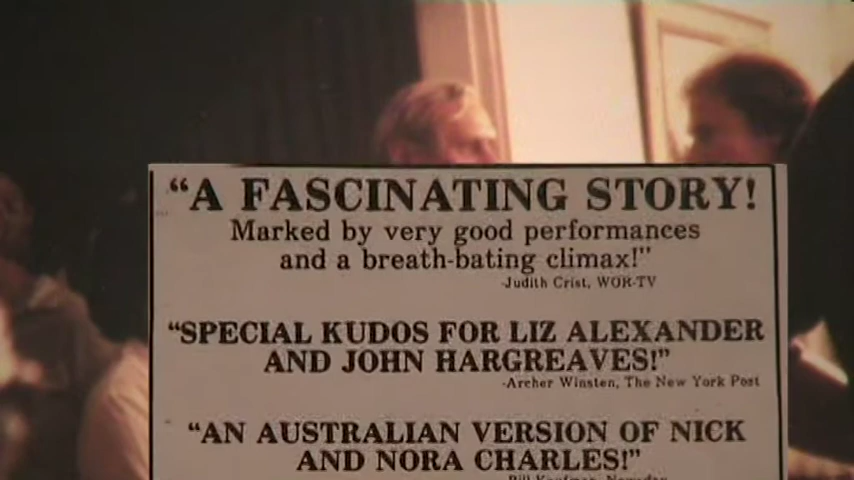 “A FASCINATING STORY!
Marked by very good performances
and a breath-bating climax!”
-Judith Crist, WOR-TV
“SPECIAL KUDOS FOR LIZ ALEXANDER
AND JOHN HARGREAVES!”
-Archer Winsten, The New York Post
“AN AUSTRALIAN VERSION OF NICK
AND NORA CHARLES!”